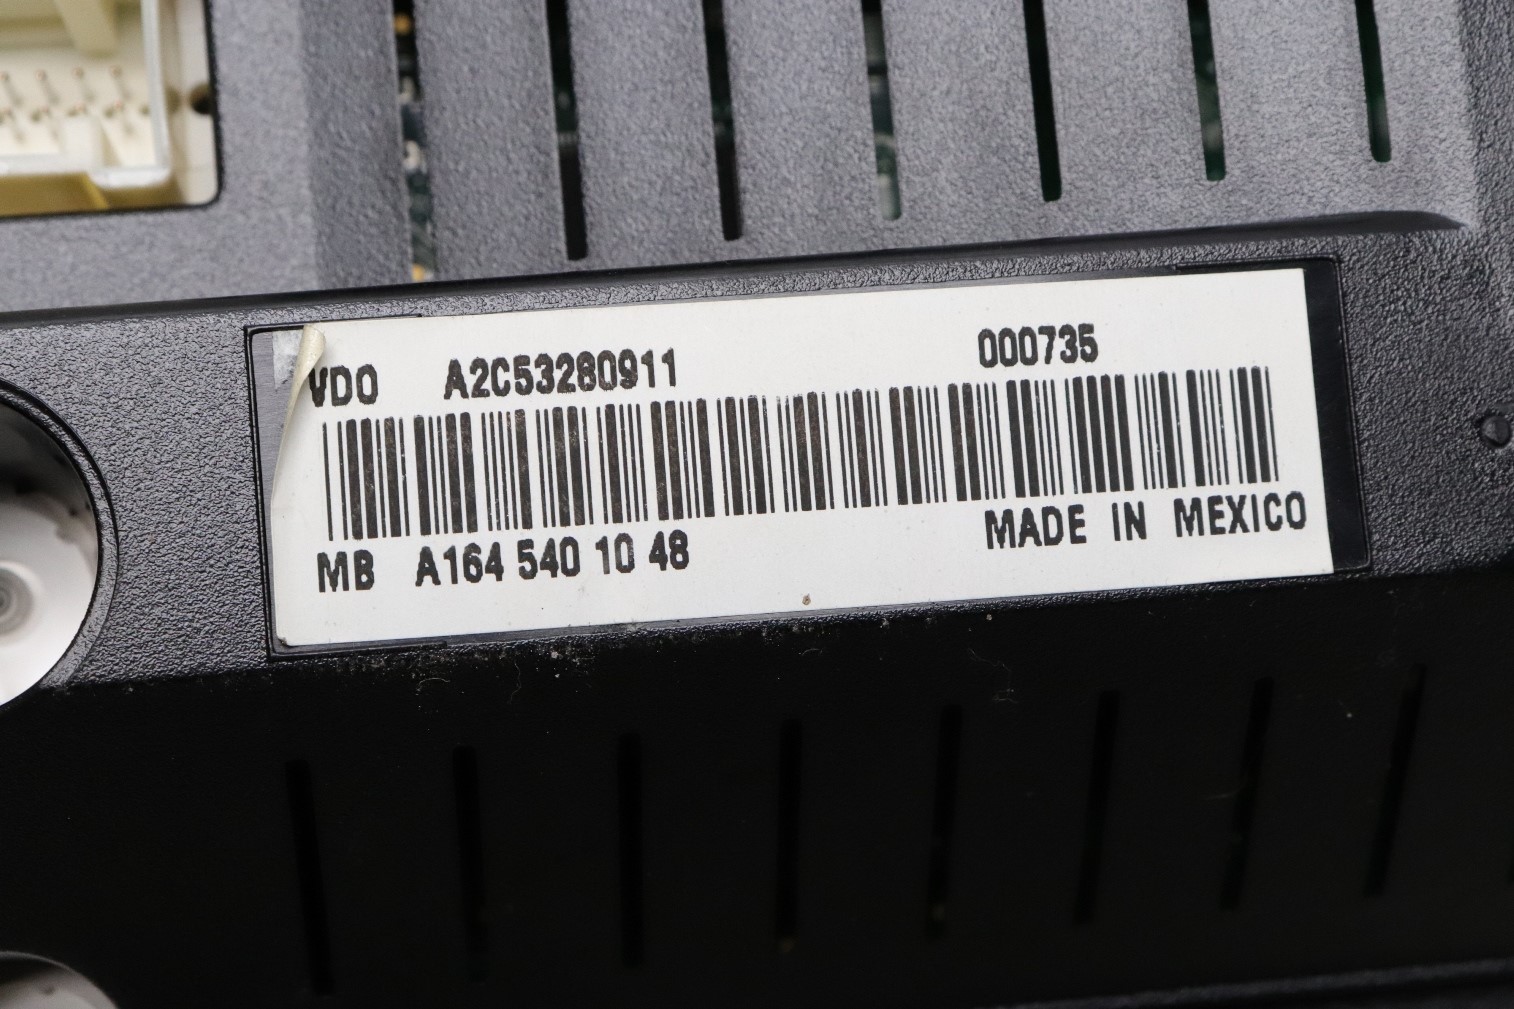 VDO A2C53280911 000735
MB A164 540 10 48 MADE IN MEXICO